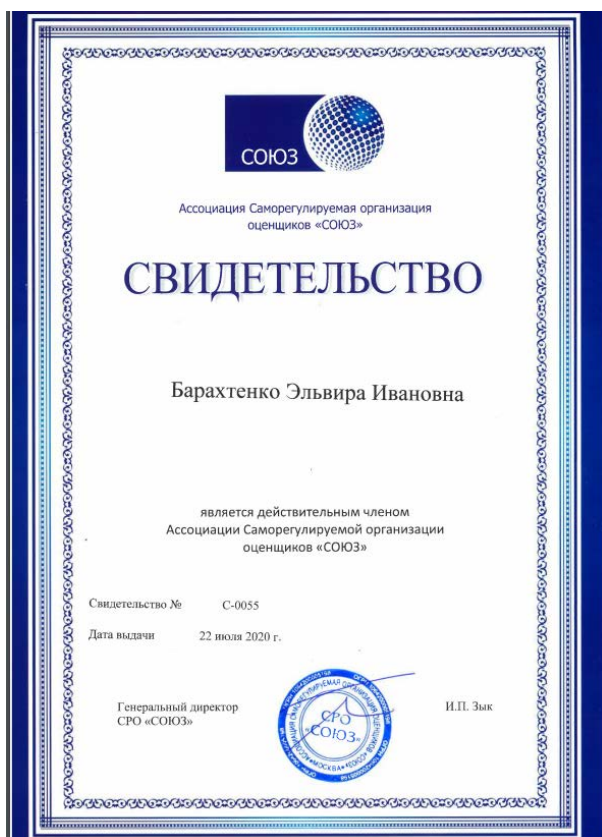 СОЮЗ
Ассоциация Саморегулируемая организация
оценщиков «СОЮЗ»
СВИДЕТЕЛЬСТВО
Барахтенко Эльвира Ивановна
является действительным членом
Ассоциации Саморегулируемой организации
оценщиков «СОЮЗ»
Свидетельство № С-0055
Дата выдачи 22 июля 2020 г.
Генеральный директор
СРО «СОЮЗ»
СРО
«СОЮЗ»
МОСКВА
И.П. Зык